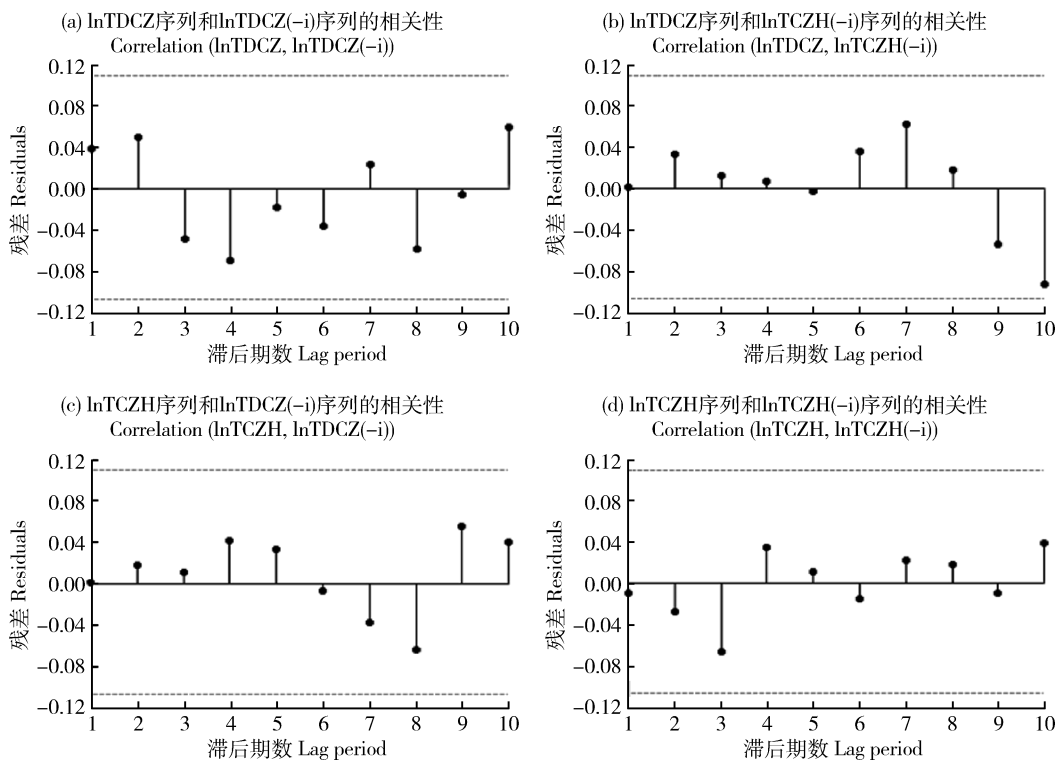 (a) lnTDCZ序列和lnTDCZ(−i)序列的相关性
Correlation (lnTDCZ, lnTDCZ(−i))
0.12
0.08
0.04
0.00
−0.04
−0.08
−0.12
残差 Residuals
1 2 3 4 5 6 7 8 9 10
滞后期数 Lag period
(b) lnTDCZ序列和lnTCZH(−i)序列的相关性
Correlation (lnTDCZ, lnTCZH(−i))
0.12
0.08
0.04
0.00
−0.04
−0.08
−0.12
残差 Residuals
1 2 3 4 5 6 7 8 9 10
滞后期数 Lag period
(c) lnTCZH序列和lnTDCZ(−i)序列的相关性
Correlation (lnTCZH, lnTDCZ(−i))
0.12
0.08
0.04
0.00
−0.04
−0.08
−0.12
残差 Residuals
1 2 3 4 5 6 7 8 9 10
滞后期数 Lag period
(d) lnTCZH序列和lnTCZH(−i)序列的相关性
Correlation (lnTCZH, lnTCZH(−i))
0.12
0.08
0.04
0.00
−0.04
−0.08
−0.12
残差 Residuals
1 2 3 4 5 6 7 8 9 10
滞后期数 Lag period